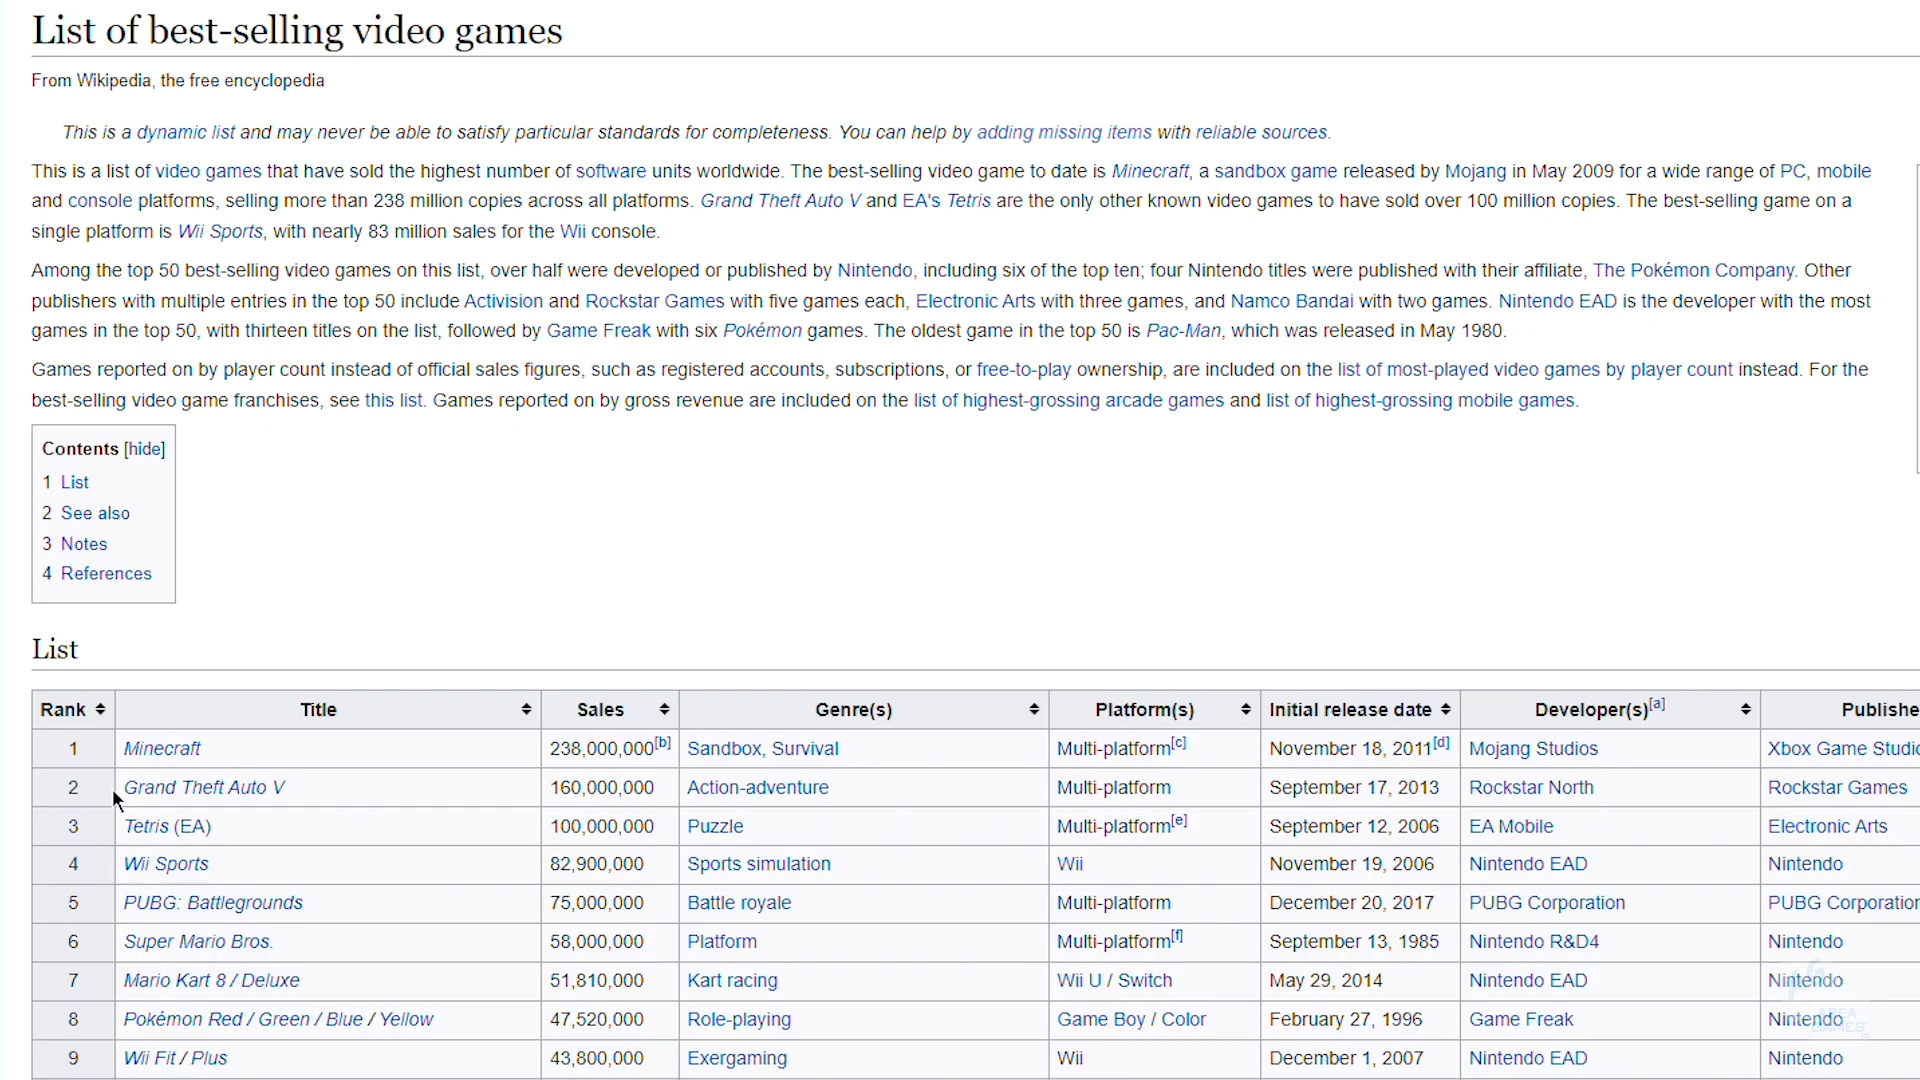 List of best-selling video games
From Wikipedia, the free encyclopedia
This is a dynamic list and may never be able to satisfy particular standards for completeness. You can help by adding missing items with reliable sources.
This is a list of video games that have sold the highest number of software units worldwide. The best-selling video game to date is Minecraft, a sandbox game released by Mojang in May 2009 for a wide range of PC, mobile
and console platforms, selling more than 238 million copies across all platforms. Grand Theft Auto V and EA's Tetris are the only other known video games to have sold over 100 million copies. The best-selling game on a
single platform is Wii Sports, with nearly 83 million sales for the Wii console.
Among the top 50 best-selling video games on this list, over half were developed or published by Nintendo, including six of the top ten; four Nintendo titles were published with their affiliate, The Pokémon Company. Other
publishers with multiple entries in the top 50 include Activision and Rockstar Games with five games each, Electronic Arts with three games, and Namco Bandai with two games. Nintendo EAD is the developer with the most
games in the top 50, with thirteen titles on the list, followed by Game Freak with six Pokémon games. The oldest game in the top 50 is Pac-Man, which was released in May 1980.
Games reported on by player count instead of official sales figures, such as registered accounts, subscriptions, or free-to-play ownership, are included on the list of most-played video games by player count instead. For the
best-selling video game franchises, see this list. Games reported on by gross revenue are included on the list of highest-grossing arcade games and list of highest-grossing mobile games.
Contents [hide]
1 List
2 See also
3 Notes
4 References
List
Rank Title Sales Genre(s) Platform(s) Initial release date Developer(s)[a] Publishe
1 Minecraft 238,000,000[b] Sandbox, Survival Multi-platform[c] November 18, 2011[d] Mojang Studios Xbox Game Studio
2 Grand Theft Auto V 160,000,000 Action-adventure Multi-platform September 17, 2013 Rockstar North Rockstar Games
3 Tetris (EA) 100,000,000 Puzzle Multi-platform[e] September 12, 2006 EA Mobile Electronic Arts
4 Wii Sports 82,900,000 Sports simulation Wii November 19, 2006 Nintendo EAD Nintendo
5 PUBG: Battlegrounds 75,000,000 Battle royale Multi-platform December 20, 2017 PUBG Corporation PUBG Corporation
6 Super Mario Bros. 58,000,000 Platform Multi-platform[f] September 13, 1985 Nintendo R&D4 Nintendo
7 Mario Kart 8 / Deluxe 51,810,000 Kart racing Wii U / Switch May 29, 2014 Nintendo EAD Nintendo
8 Pokémon Red / Green / Blue / Yellow 47,520,000 Role-playing Game Boy / Color February 27, 1996 Game Freak Nintendo
9 Wii Fit / Plus 43,800,000 Exergaming Wii December 1, 2007 Nintendo EAD Nintendo